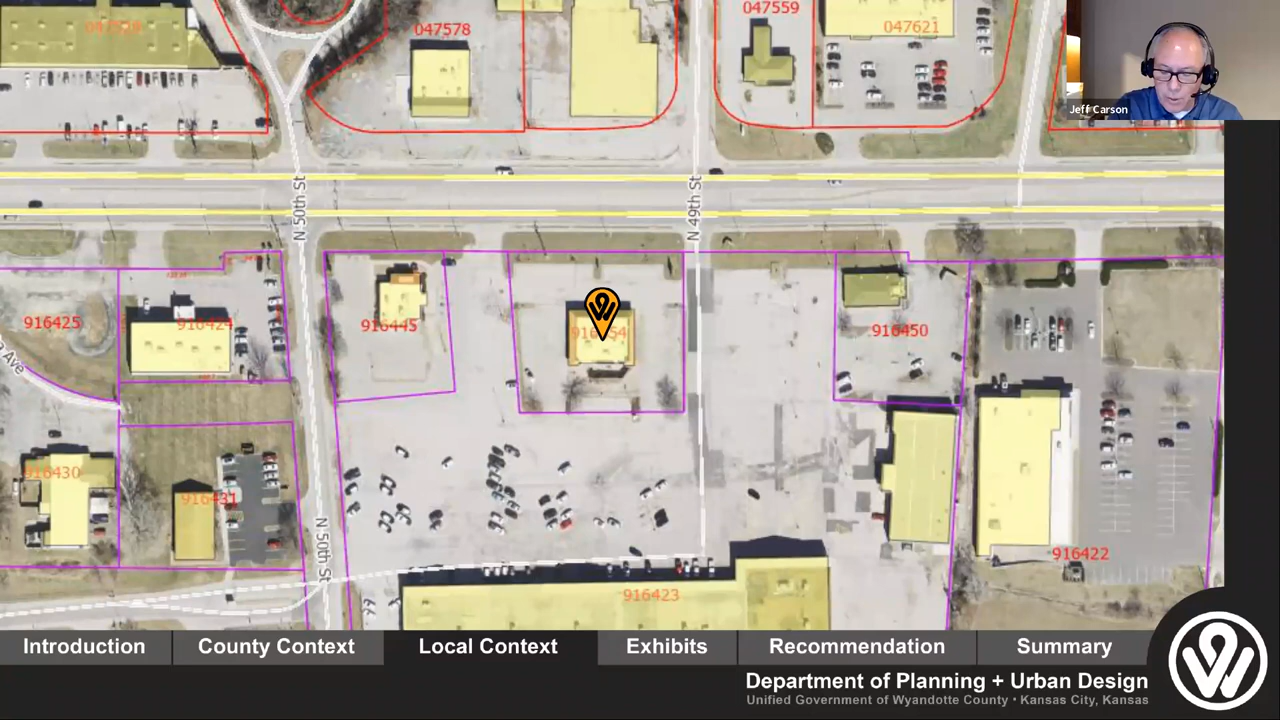 047559
047578
047621
Jeff Carson
N 50th St
N 49th St
916425
916424
916445
916450
916430
916431
N 50th St
916422
916423
Introduction
County Context
Local Context
Exhibits
Recommendation
Summary
Department of Planning + Urban Design
Unified Government of Wyandotte County • Kansas City, Kansas